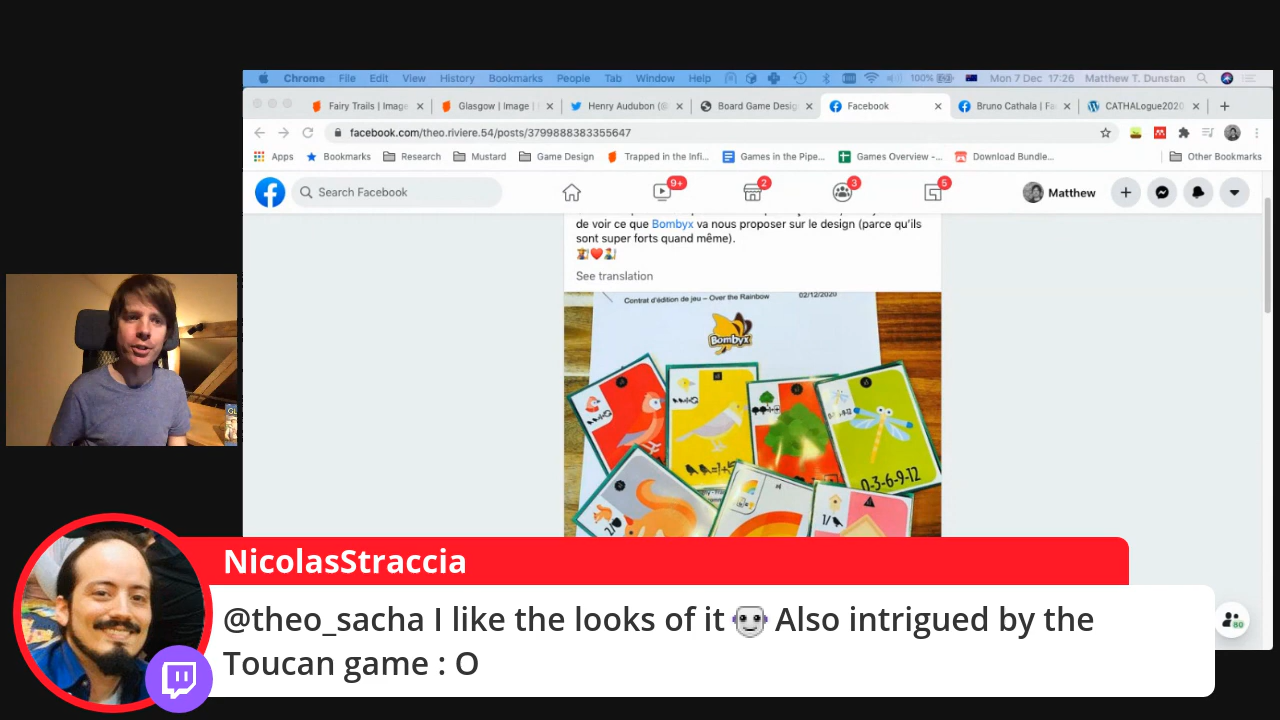 Chrome File Edit View History Bookmarks People Tab Window Help 100% Mon 7 Dec 17:26 Matthew T. Dunstan
Fairy Trails | Image Glasgow | Image | Henry Audubon (@ Board Game Desig Facebook Bruno Cathala | Fa CATHALogue2020
facebook.com/theo.riviere.54/posts/3799888383355647
Apps Bookmarks Research Mustard Game Design Trapped in the Infi... Games in the Pipe... Games Overview -... Download Bundle... Other Bookmarks
Search Facebook 9+ 2 3 5 Matthew
de voir ce que Bombyx va nous proposer sur le design (parce qu'ils
sont super forts quand même).
See translation
Contrat d'édition de jeu – Over the Rainbow 02/12/2020
Bombyx
0-3-6-9-12
GL
80
NicolasStraccia
@theo_sacha I like the looks of it Also intrigued by the
Toucan game : O